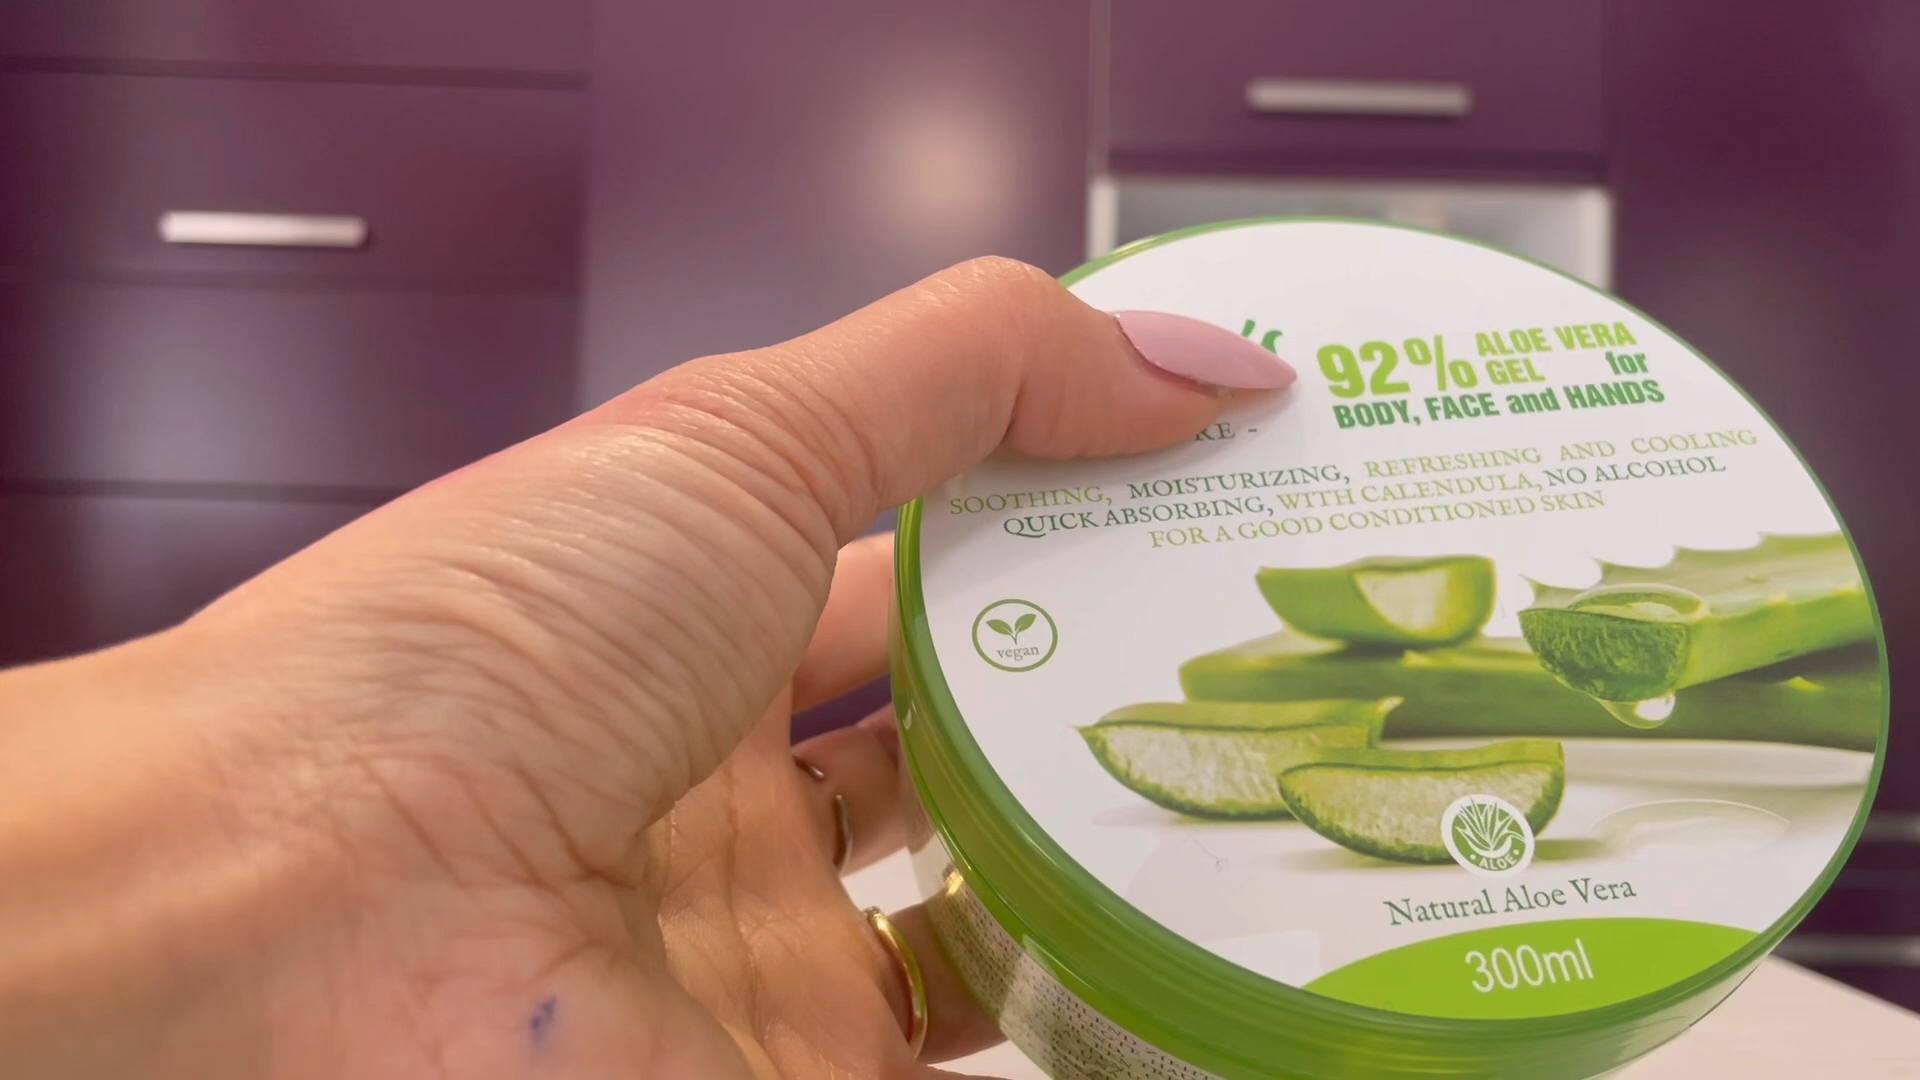 92% ALOE VERA
GEL for
BODY, FACE and HANDS
SOOTHING, MOISTURIZING, REFRESHING AND COOLING
QUICK ABSORBING, WITH CALENDULA, NO ALCOHOL
FOR A GOOD CONDITIONED SKIN
vegan
• ALOE •
Natural Aloe Vera
300ml